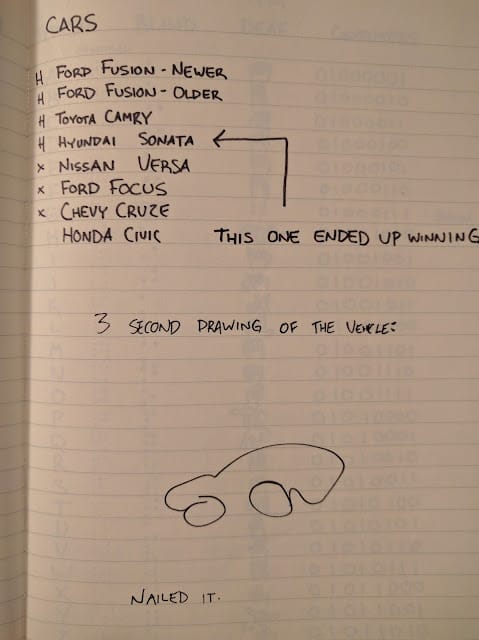 CARS
H FORD FUSION - NEWER
H FORD FUSION - OLDER
H TOYOTA CAMRY
H HYUNDAI SONATA
x NISSAN VERSA
x FORD FOCUS
x CHEVY CRUZE
HONDA CIVIC
THIS ONE ENDED UP WINNING
3 SECOND DRAWING OF THE VEHICLE:
NAILED IT.